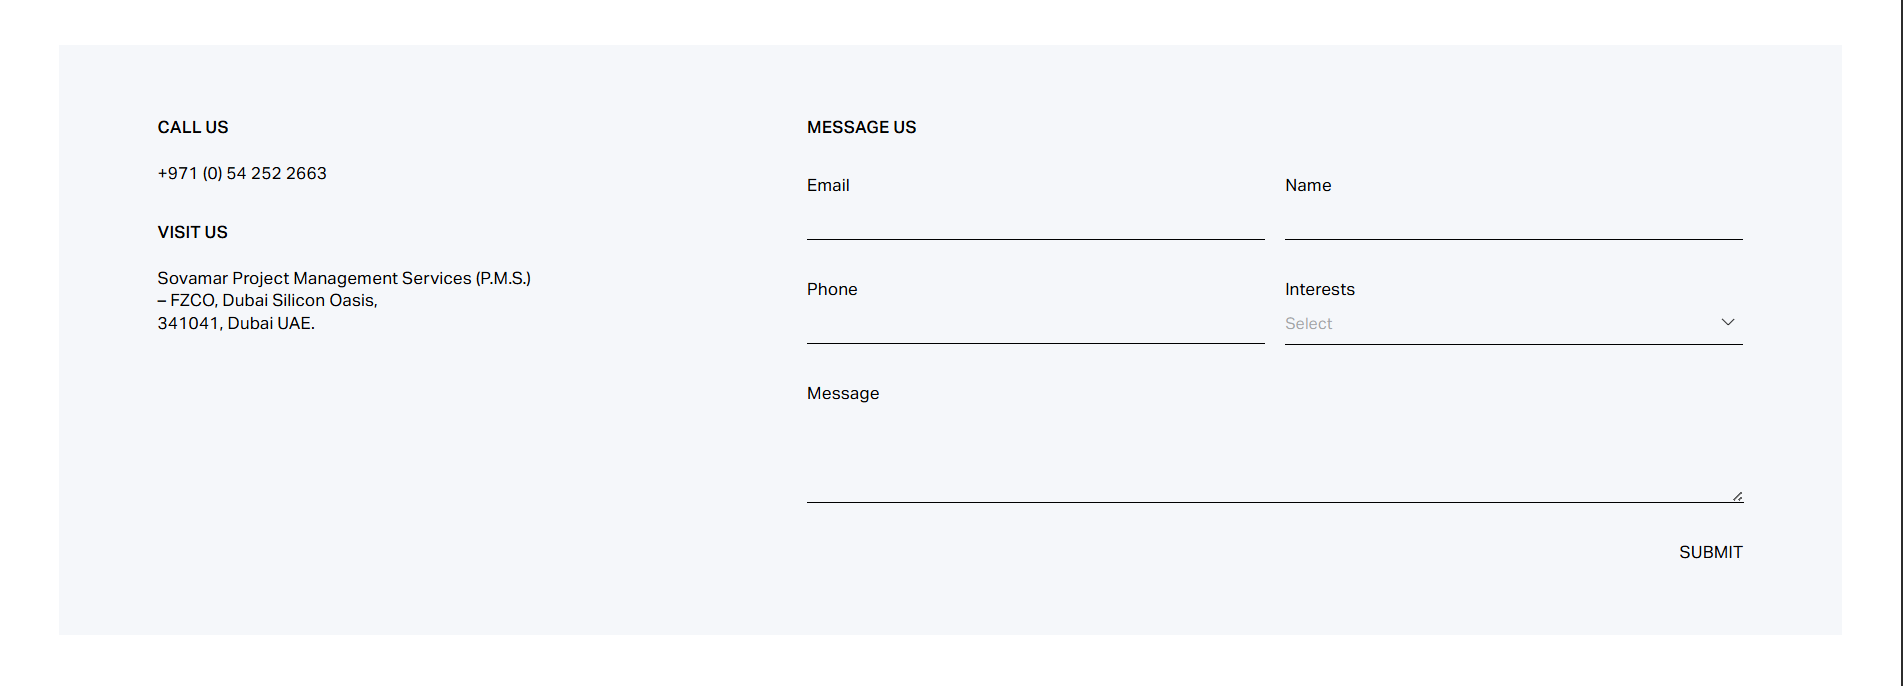 CALL US
+971 (0) 54 252 2663
VISIT US
Sovamar Project Management Services (P.M.S.)
– FZCO, Dubai Silicon Oasis,
341041, Dubai UAE.
MESSAGE US
Email
Name
Phone
Interests
Select
Message
SUBMIT